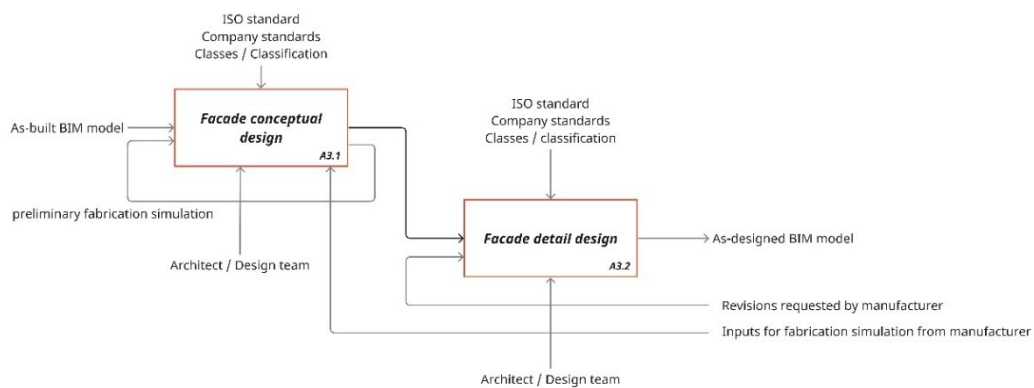 ISO standard
Company standards
Classes / Classification
As-built BIM model
Facade conceptual
design
A3.1
preliminary fabrication simulation
Architect / Design team
ISO standard
Company standards
Classes / classification
Facade detail design
A3.2
As-designed BIM model
Revisions requested by manufacturer
Inputs for fabrication simulation from manufacturer
Architect / Design team